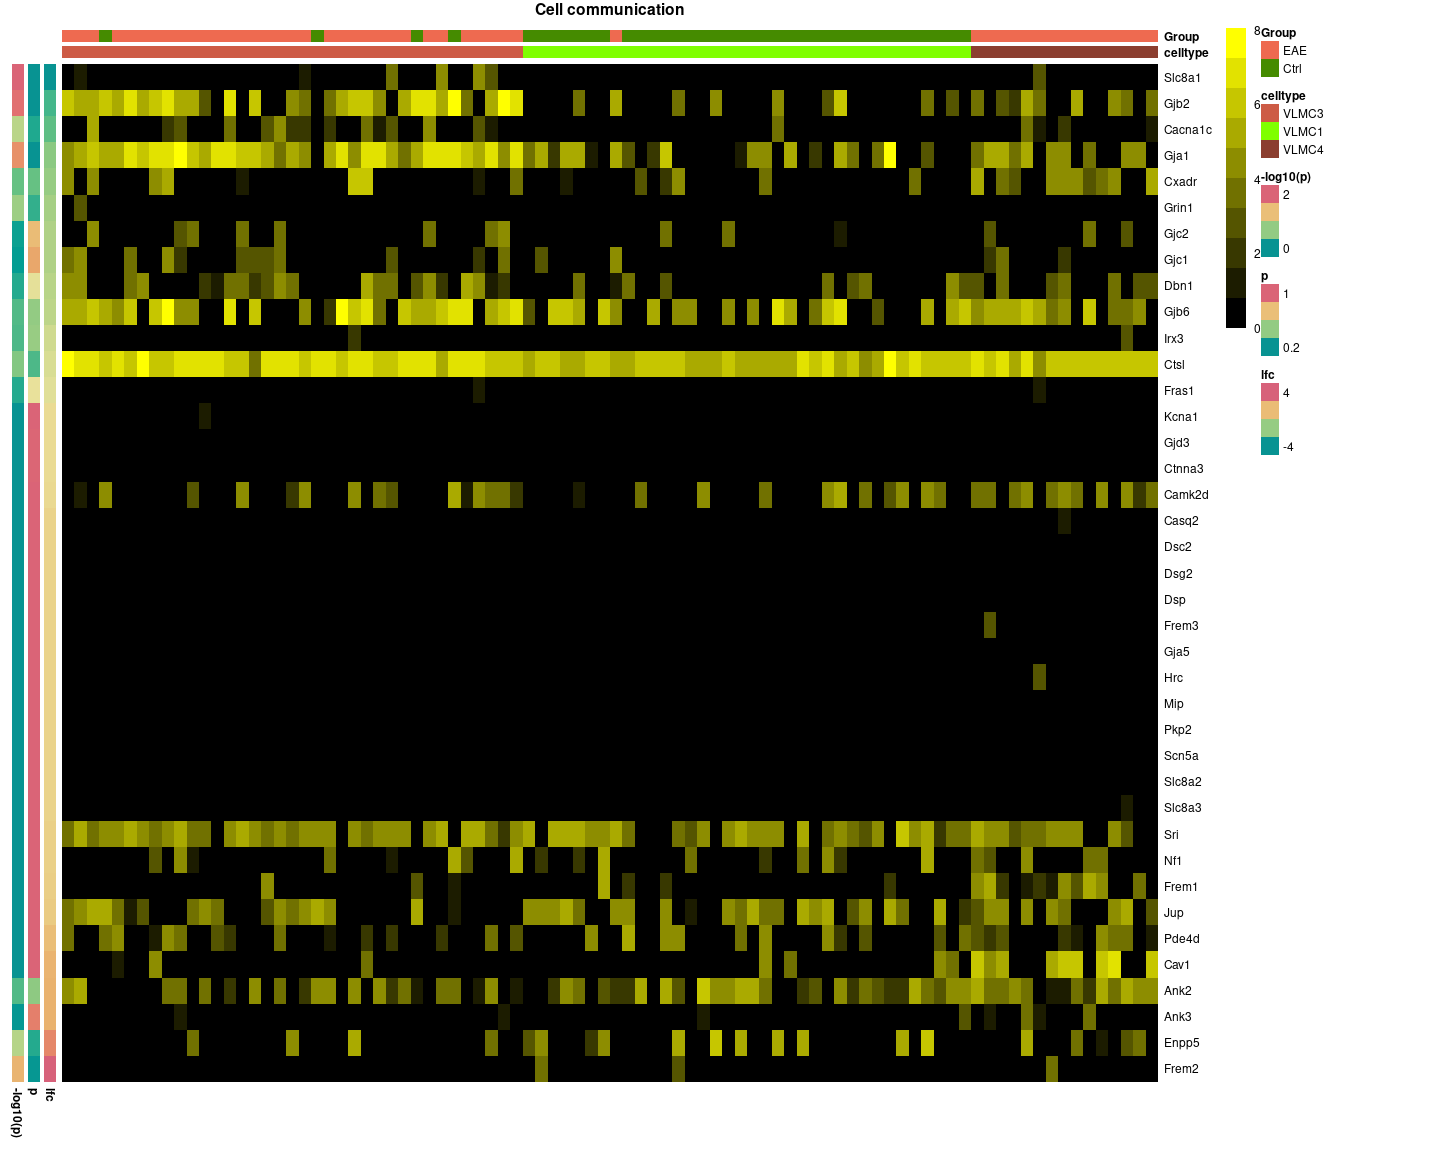 Cell communication
Group
celltype
Slc8a1
Gjb2
Cacna1c
Gja1
Cxadr
Grin1
Gjc2
Gjc1
Dbn1
Gjb6
Irx3
Ctsl
Fras1
Kcna1
Gjd3
Ctnna3
Camk2d
Casq2
Dsc2
Dsg2
Dsp
Frem3
Gja5
Hrc
Mip
Pkp2
Scn5a
Slc8a2
Slc8a3
Sri
Nf1
Frem1
Jup
Pde4d
Cav1
Ank2
Ank3
Enpp5
Frem2
-log10(p)
p
lfc
8
6
4
2
0
Group
EAE
Ctrl
celltype
VLMC3
VLMC1
VLMC4
-log10(p)
2
0
p
1
0.2
lfc
4
-4